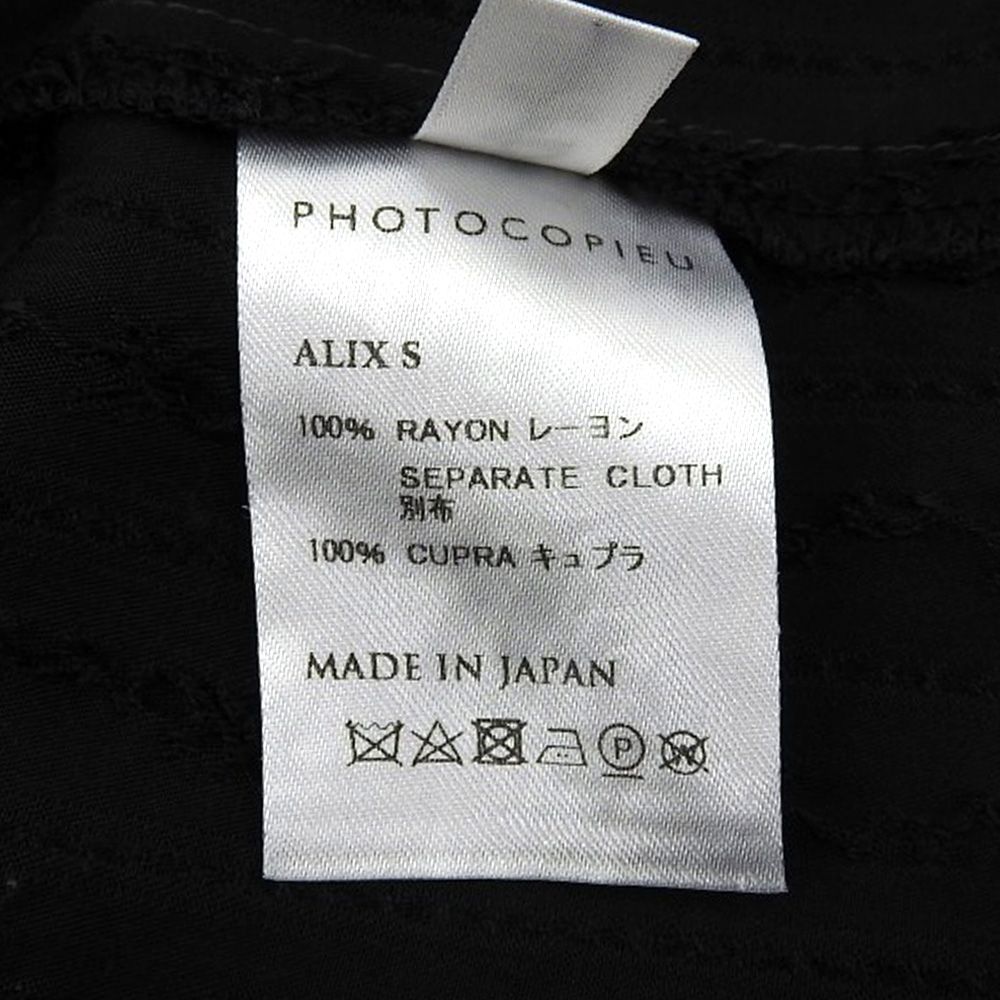 PHOTOCOPIEU
ALIX S
100% RAYON レーヨン
SEPARATE CLOTH
別布
100% CUPRA キュプラ
MADE IN JAPAN
P W